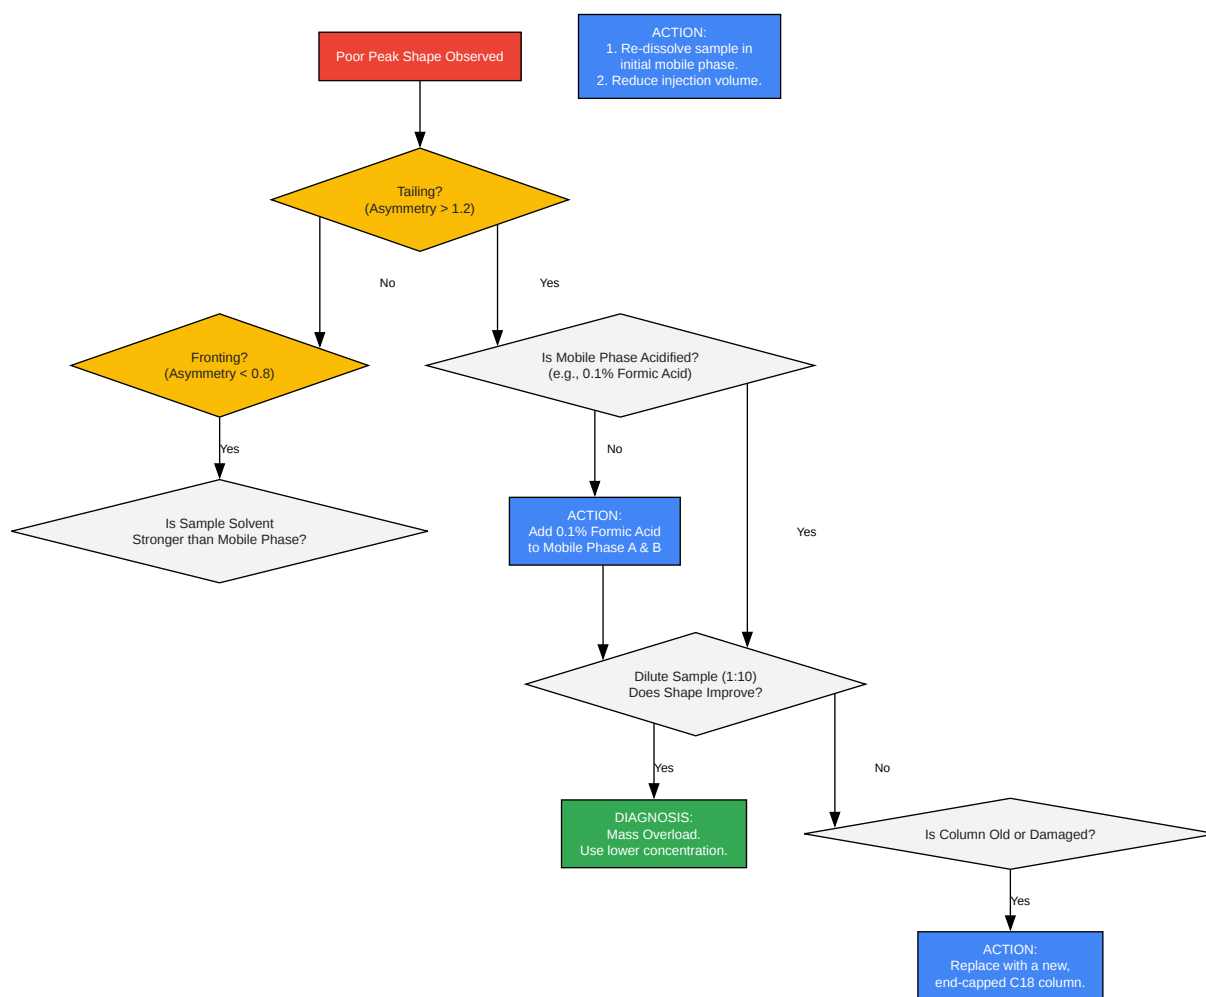 ACTION:
1. Re-dissolve sample in
initial mobile phase.
2. Reduce injection volume.
Poor Peak Shape Observed
Tailing?
(Asymmetry > 1.2)
No
Yes
Fronting?
(Asymmetry < 0.8)
Is Mobile Phase Acidified?
(e.g., 0.1% Formic Acid)
Yes
No
Is Sample Solvent
Stronger than Mobile Phase?
ACTION:
Add 0.1% Formic Acid
to Mobile Phase A & B
Yes
Dilute Sample (1:10)
Does Shape Improve?
Yes
No
DIAGNOSIS:
Mass Overload.
Use lower concentration.
Is Column Old or Damaged?
Yes
ACTION:
Replace with a new,
end-capped C18 column.